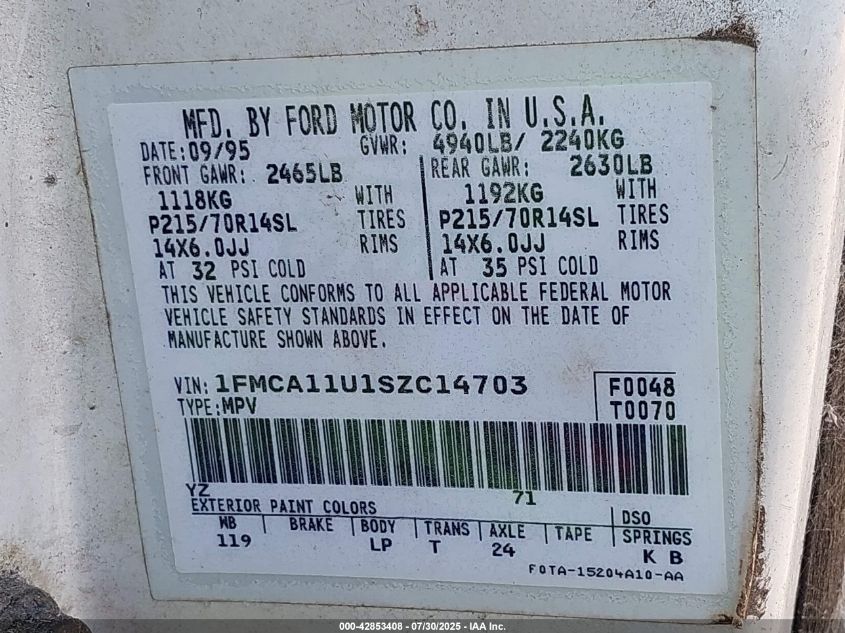 MFD. BY FORD MOTOR CO. IN U.S.A.
DATE: 09/95 GVWR: 4940LB/ 2240KG
FRONT GAWR: 2465LB REAR GAWR: 2630LB
1118KG WITH 1192KG WITH
P215/70R14SL TIRES P215/70R14SL TIRES
14X6.0JJ RIMS 14X6.0JJ RIMS
AT 32 PSI COLD AT 35 PSI COLD
THIS VEHICLE CONFORMS TO ALL APPLICABLE FEDERAL MOTOR
VEHICLE SAFETY STANDARDS IN EFFECT ON THE DATE OF
MANUFACTURE SHOWN ABOVE.
VIN: 1FMCA11U1SZC14703 F0048
TYPE: MPV T0070
YZ 71
EXTERIOR PAINT COLORS DSO
WB BRAKE BODY TRANS AXLE TAPE SPRINGS
119 LP T 24 K B
F0TA-15204A10-AA
000-42853408 - 07/30/2025 - IAA Inc.